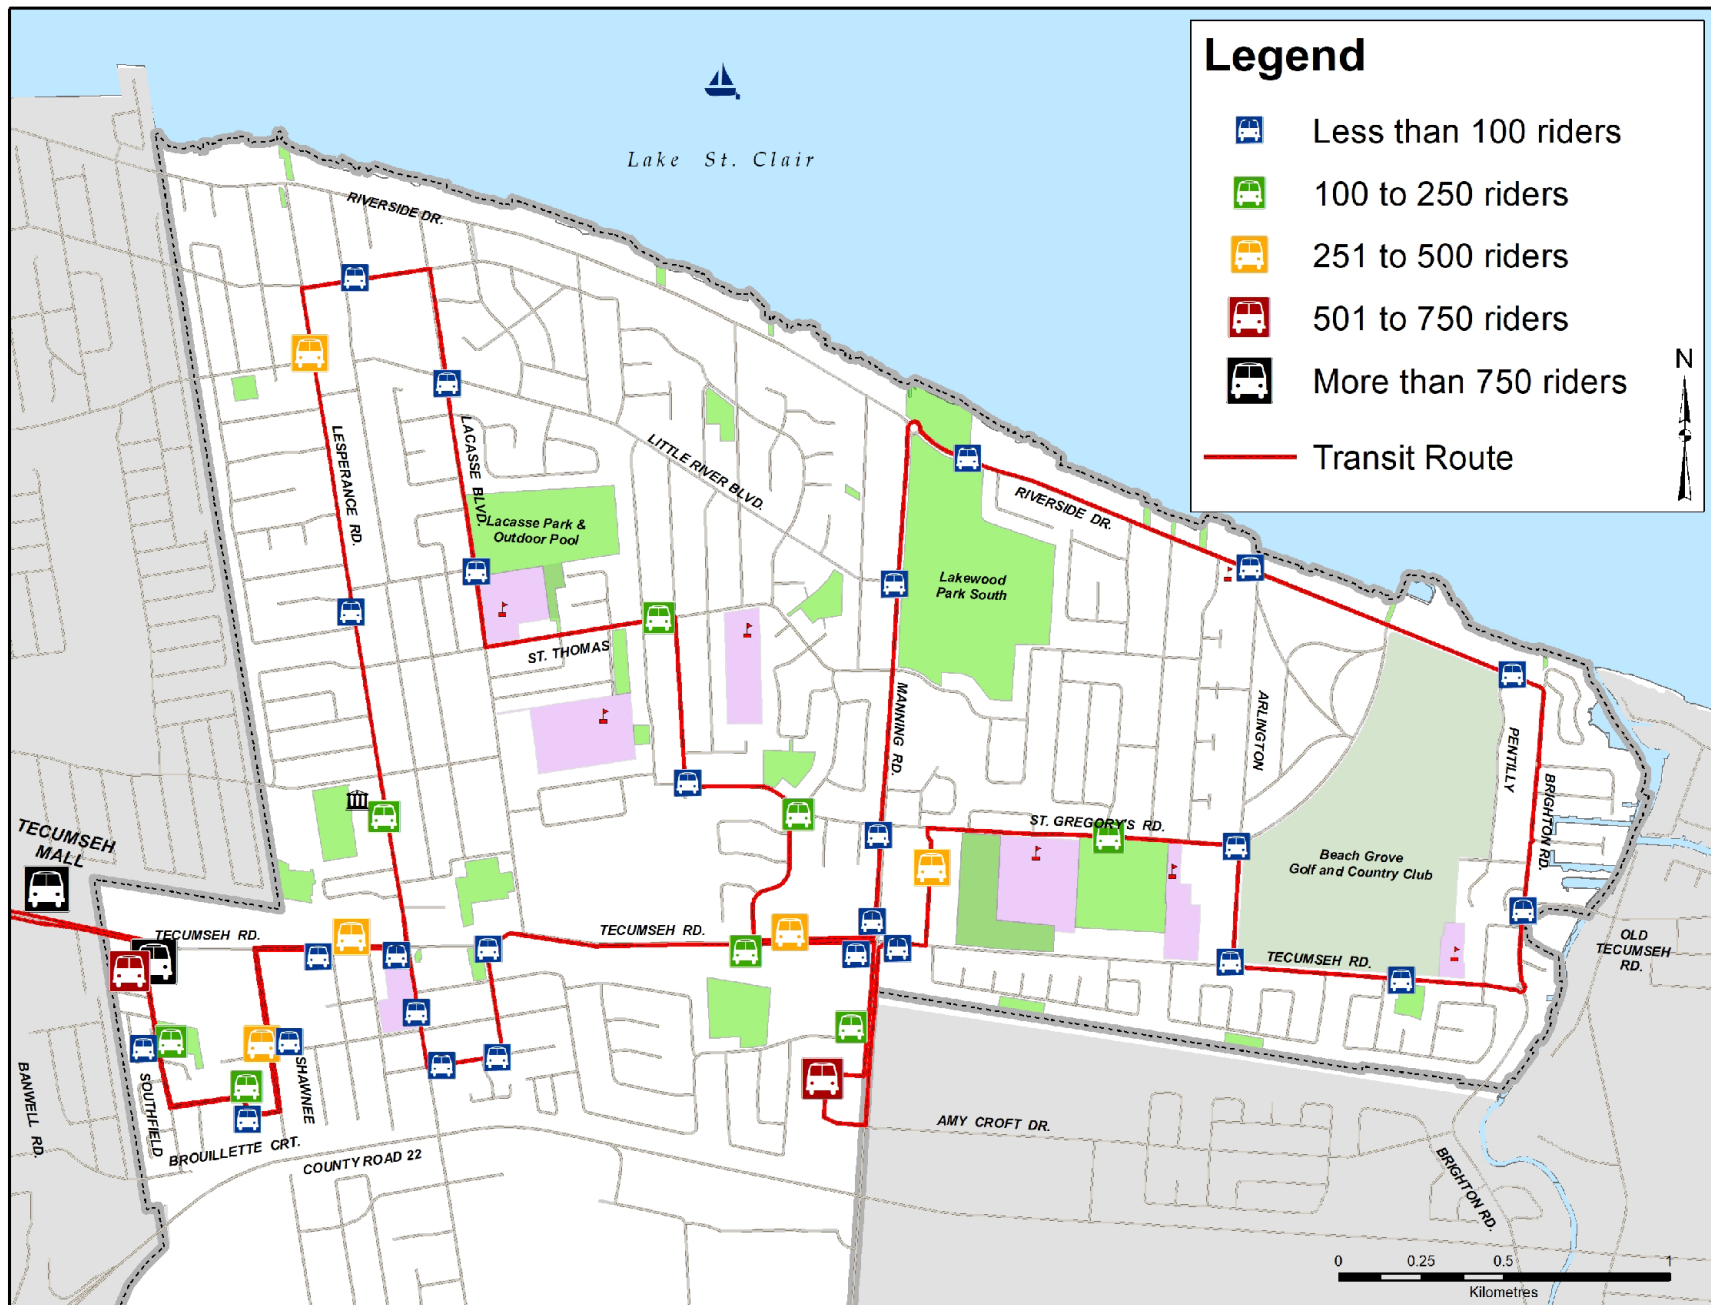 Legend
Less than 100 riders
100 to 250 riders
251 to 500 riders
501 to 750 riders
More than 750 riders
Transit Route
N
Lake St. Clair
RIVERSIDE DR.
LESPERANCE RD.
LACASSE BLVD.
LITTLE RIVER BLVD.
Lacasse Park &
Outdoor Pool
RIVERSIDE DR.
Lakewood
Park South
ST. THOMAS
MANNING RD.
ARLINGTON
PENTILLY
BRIGHTON RD.
ST. GREGORY'S RD.
Beach Grove
Golf and Country Club
TECUMSEH
MALL
TECUMSEH RD.
TECUMSEH RD.
TECUMSEH RD.
OLD
TECUMSEH
RD.
BANWELL RD.
SOUTHFIELD
SHAWNEE
BROUILLETTE CRT.
COUNTY ROAD 22
AMY CROFT DR.
BRIGHTON RD.
0 0.25 0.5 1
Kilometres